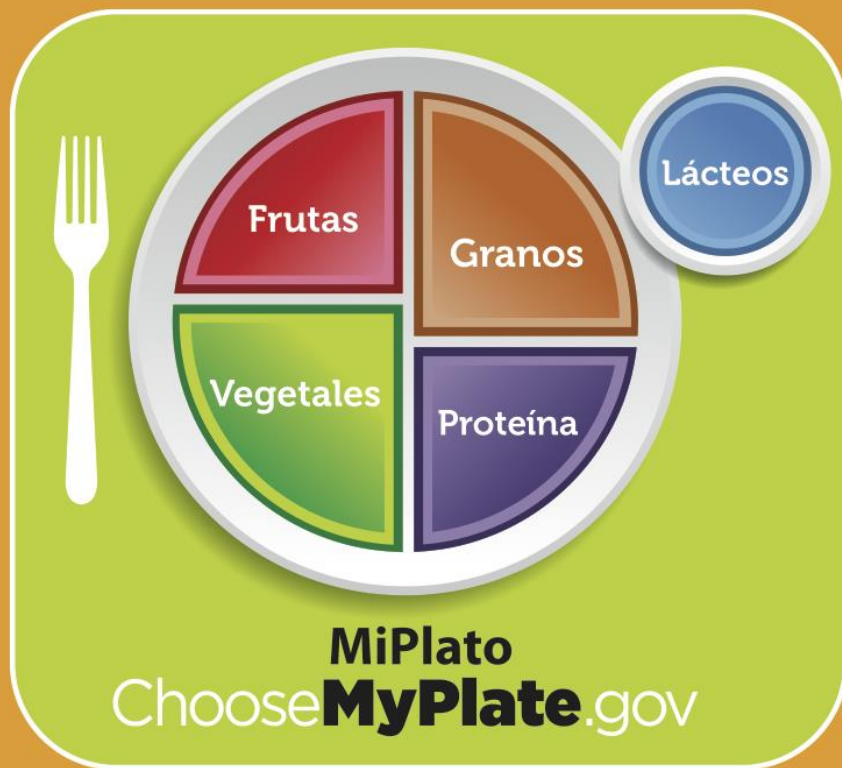 Frutas
Granos
Lácteos
Vegetales
Proteína
MiPlato
ChooseMyPlate.gov